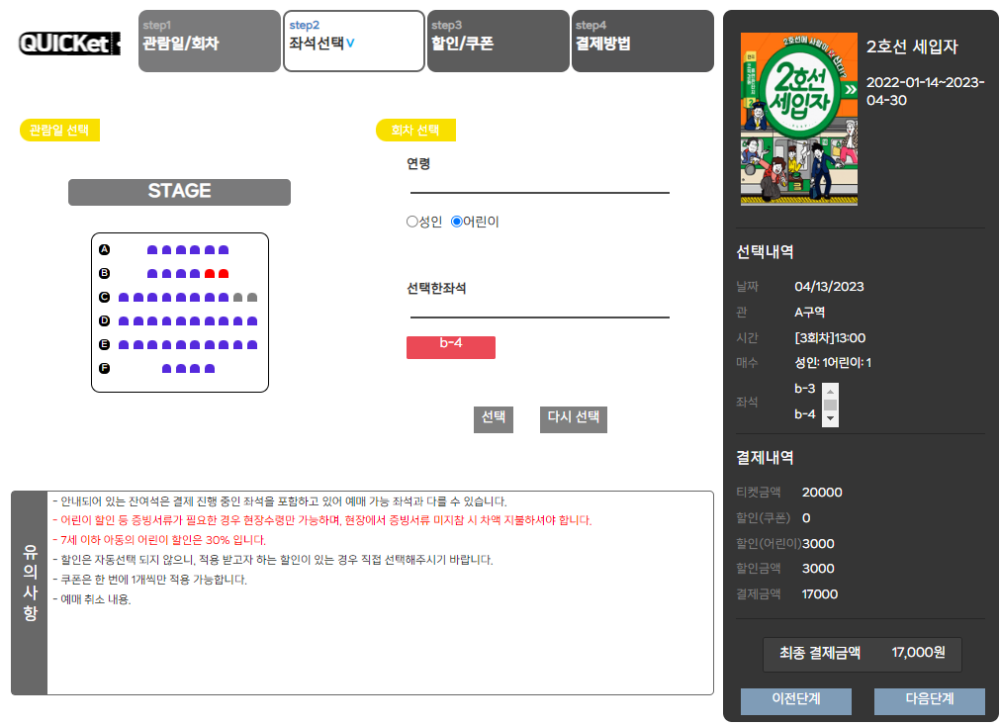 QUICKet
step1
관람일/회차
step2
좌석선택 v
step3
할인/쿠폰
step4
결제방법
관람일 선택
STAGE
A
B
C
D
E
F
회차 선택
연령
성인 어린이
선택한좌석
b-4
선택 다시 선택
유의사항
- 안내되어 있는 잔여석은 결제 진행 중인 좌석을 포함하고 있어 예매 가능 좌석과 다를 수 있습니다.
- 어린이 할인 등 증빙서류가 필요한 경우 현장수령만 가능하며, 현장에서 증빙서류 미지참 시 차액 지불하셔야 합니다.
- 7세 이하 아동의 어린이 할인은 30% 입니다.
- 할인은 자동선택 되지 않으니, 적용 받고자 하는 할인이 있는 경우 직접 선택해주시기 바랍니다.
- 쿠폰은 한 번에 1개씩만 적용 가능합니다.
- 예매 취소 내용.
2호선
세입자
2호선 세입자
2022-01-14~2023-
04-30
선택내역
날짜 04/13/2023
관 A구역
시간 [3회차]13:00
매수 성인: 1어린이: 1
좌석 b-3
b-4
결제내역
티켓금액 20000
할인(쿠폰) 0
할인(어린이)3000
할인금액 3000
결제금액 17000
최종 결제금액 17,000원
이전단계 다음단계